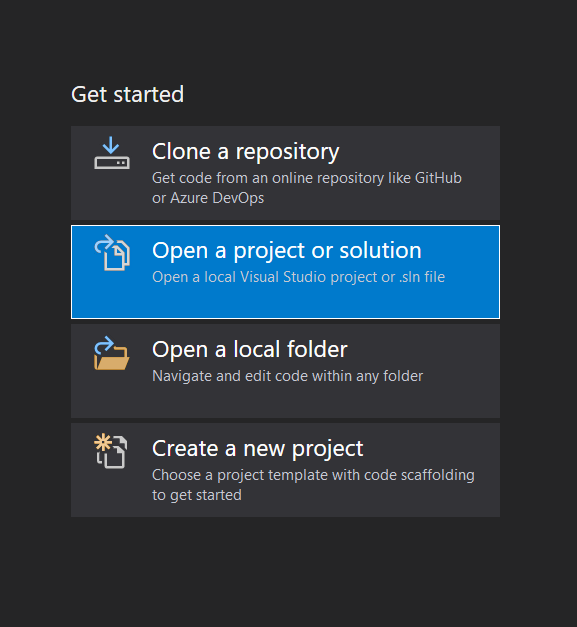 Get started
Clone a repository
Get code from an online repository like GitHub
or Azure DevOps
Open a project or solution
Open a local Visual Studio project or .sln file
Open a local folder
Navigate and edit code within any folder
Create a new project
Choose a project template with code scaffolding
to get started